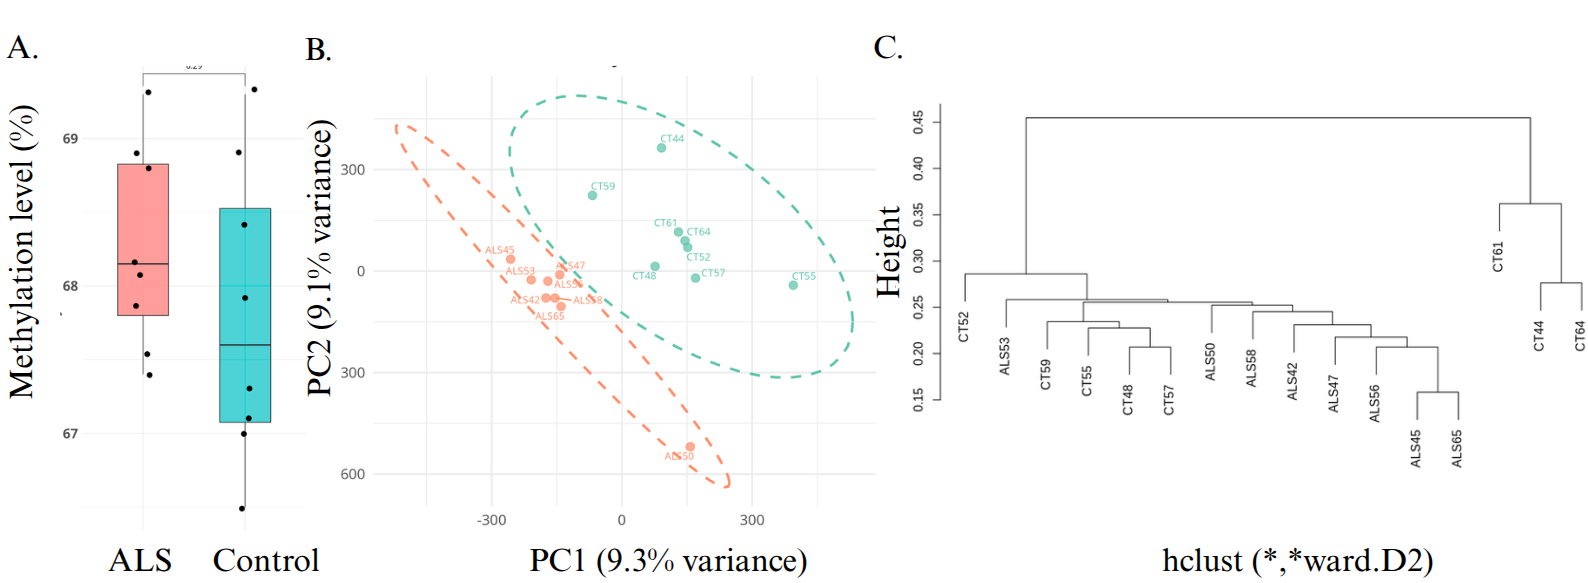 A.
Methylation level (%)
69
68
67
ALS
Control
B.
PC2 (9.1% variance)
300
0
300
600
CT44
CT59
CT61
CT64
CT52
CT48
CT57
CT55
ALS45
ALS53
ALS47
ALS56
ALS42
ALS58
ALS65
ALS50
-300
0
300
PC1 (9.3% variance)
C.
Height
0.45
0.40
0.35
0.30
0.25
0.20
0.15
CT52
ALS53
CT59
CT55
CT48
CT57
ALS50
ALS58
ALS42
ALS47
ALS56
ALS45
ALS65
CT61
CT44
CT64
hclust (*,*ward.D2)